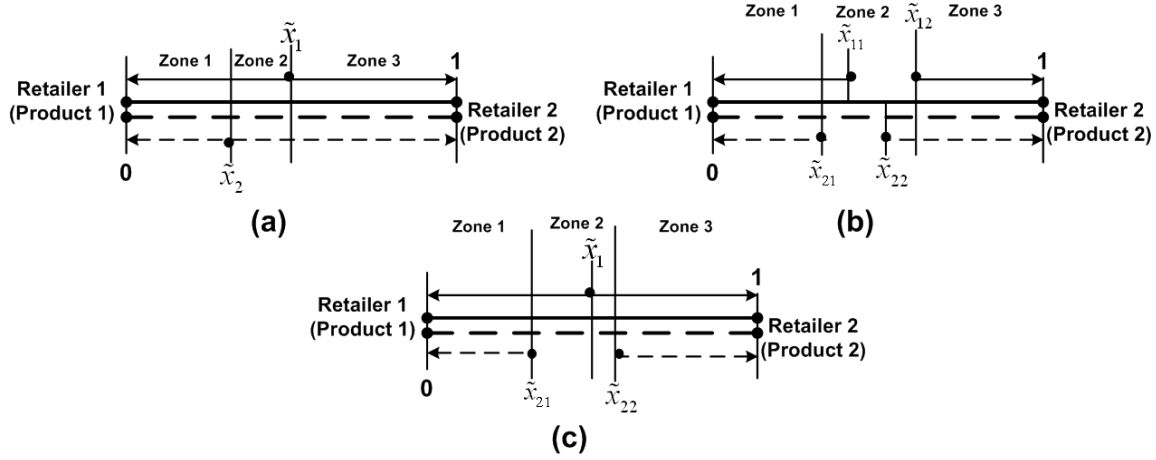 Zone 1 Zone 2 Zone 3
x̃₁
1
Retailer 1
(Product 1)
Retailer 2
(Product 2)
0
x̃₂
(a)
Zone 1 Zone 2 Zone 3
x̃₁₁
x̃₁₂
1
Retailer 1
(Product 1)
Retailer 2
(Product 2)
0
x̃₂₁
x̃₂₂
(b)
Zone 1 Zone 2 Zone 3
x̃₁
1
Retailer 1
(Product 1)
Retailer 2
(Product 2)
0
x̃₂₁
x̃₂₂
(c)